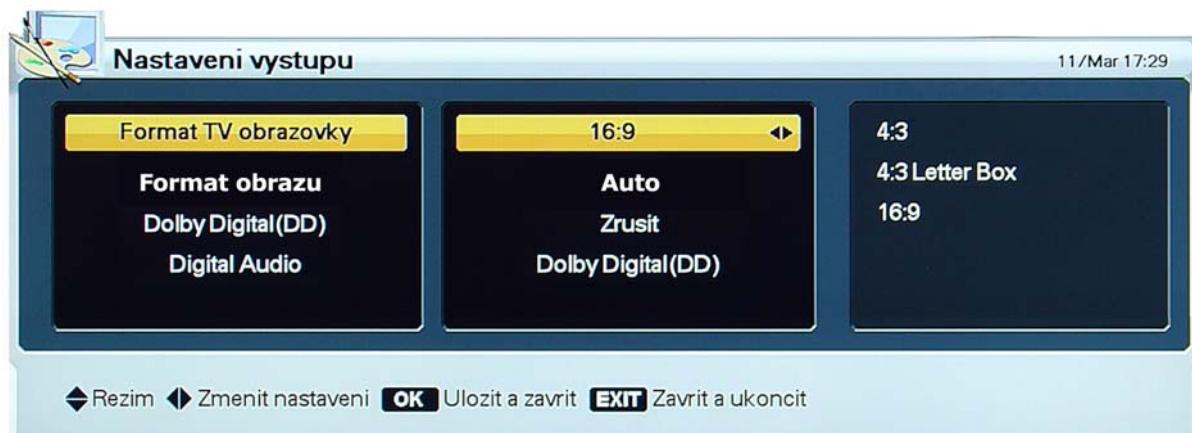 Nastaveni vystupu
11/Mar 17:29
Format TV obrazovky 16:9
Format obrazu Auto
Dolby Digital(DD) Zrusit
Digital Audio Dolby Digital(DD)
4:3
4:3 Letter Box
16:9
Rezim Zmenit nastaveni OK Ulozit a zavrit EXIT Zavrit a ukoncit